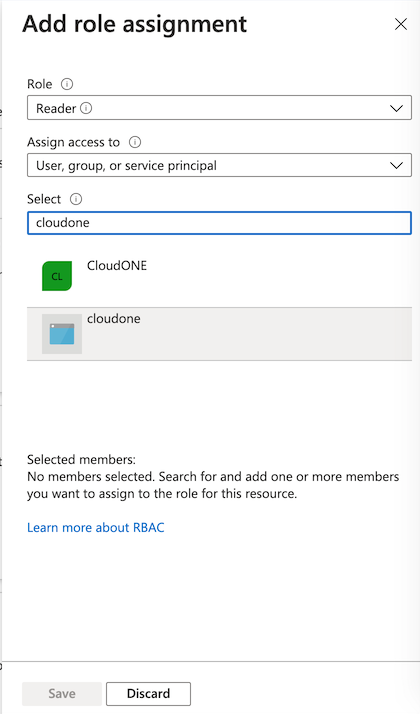 Add role assignment
Role
Reader
Assign access to
User, group, or service principal
Select
cloudone
CL
CloudONE
cloudone
Selected members:
No members selected. Search for and add one or more members
you want to assign to the role for this resource.
Learn more about RBAC
Save
Discard